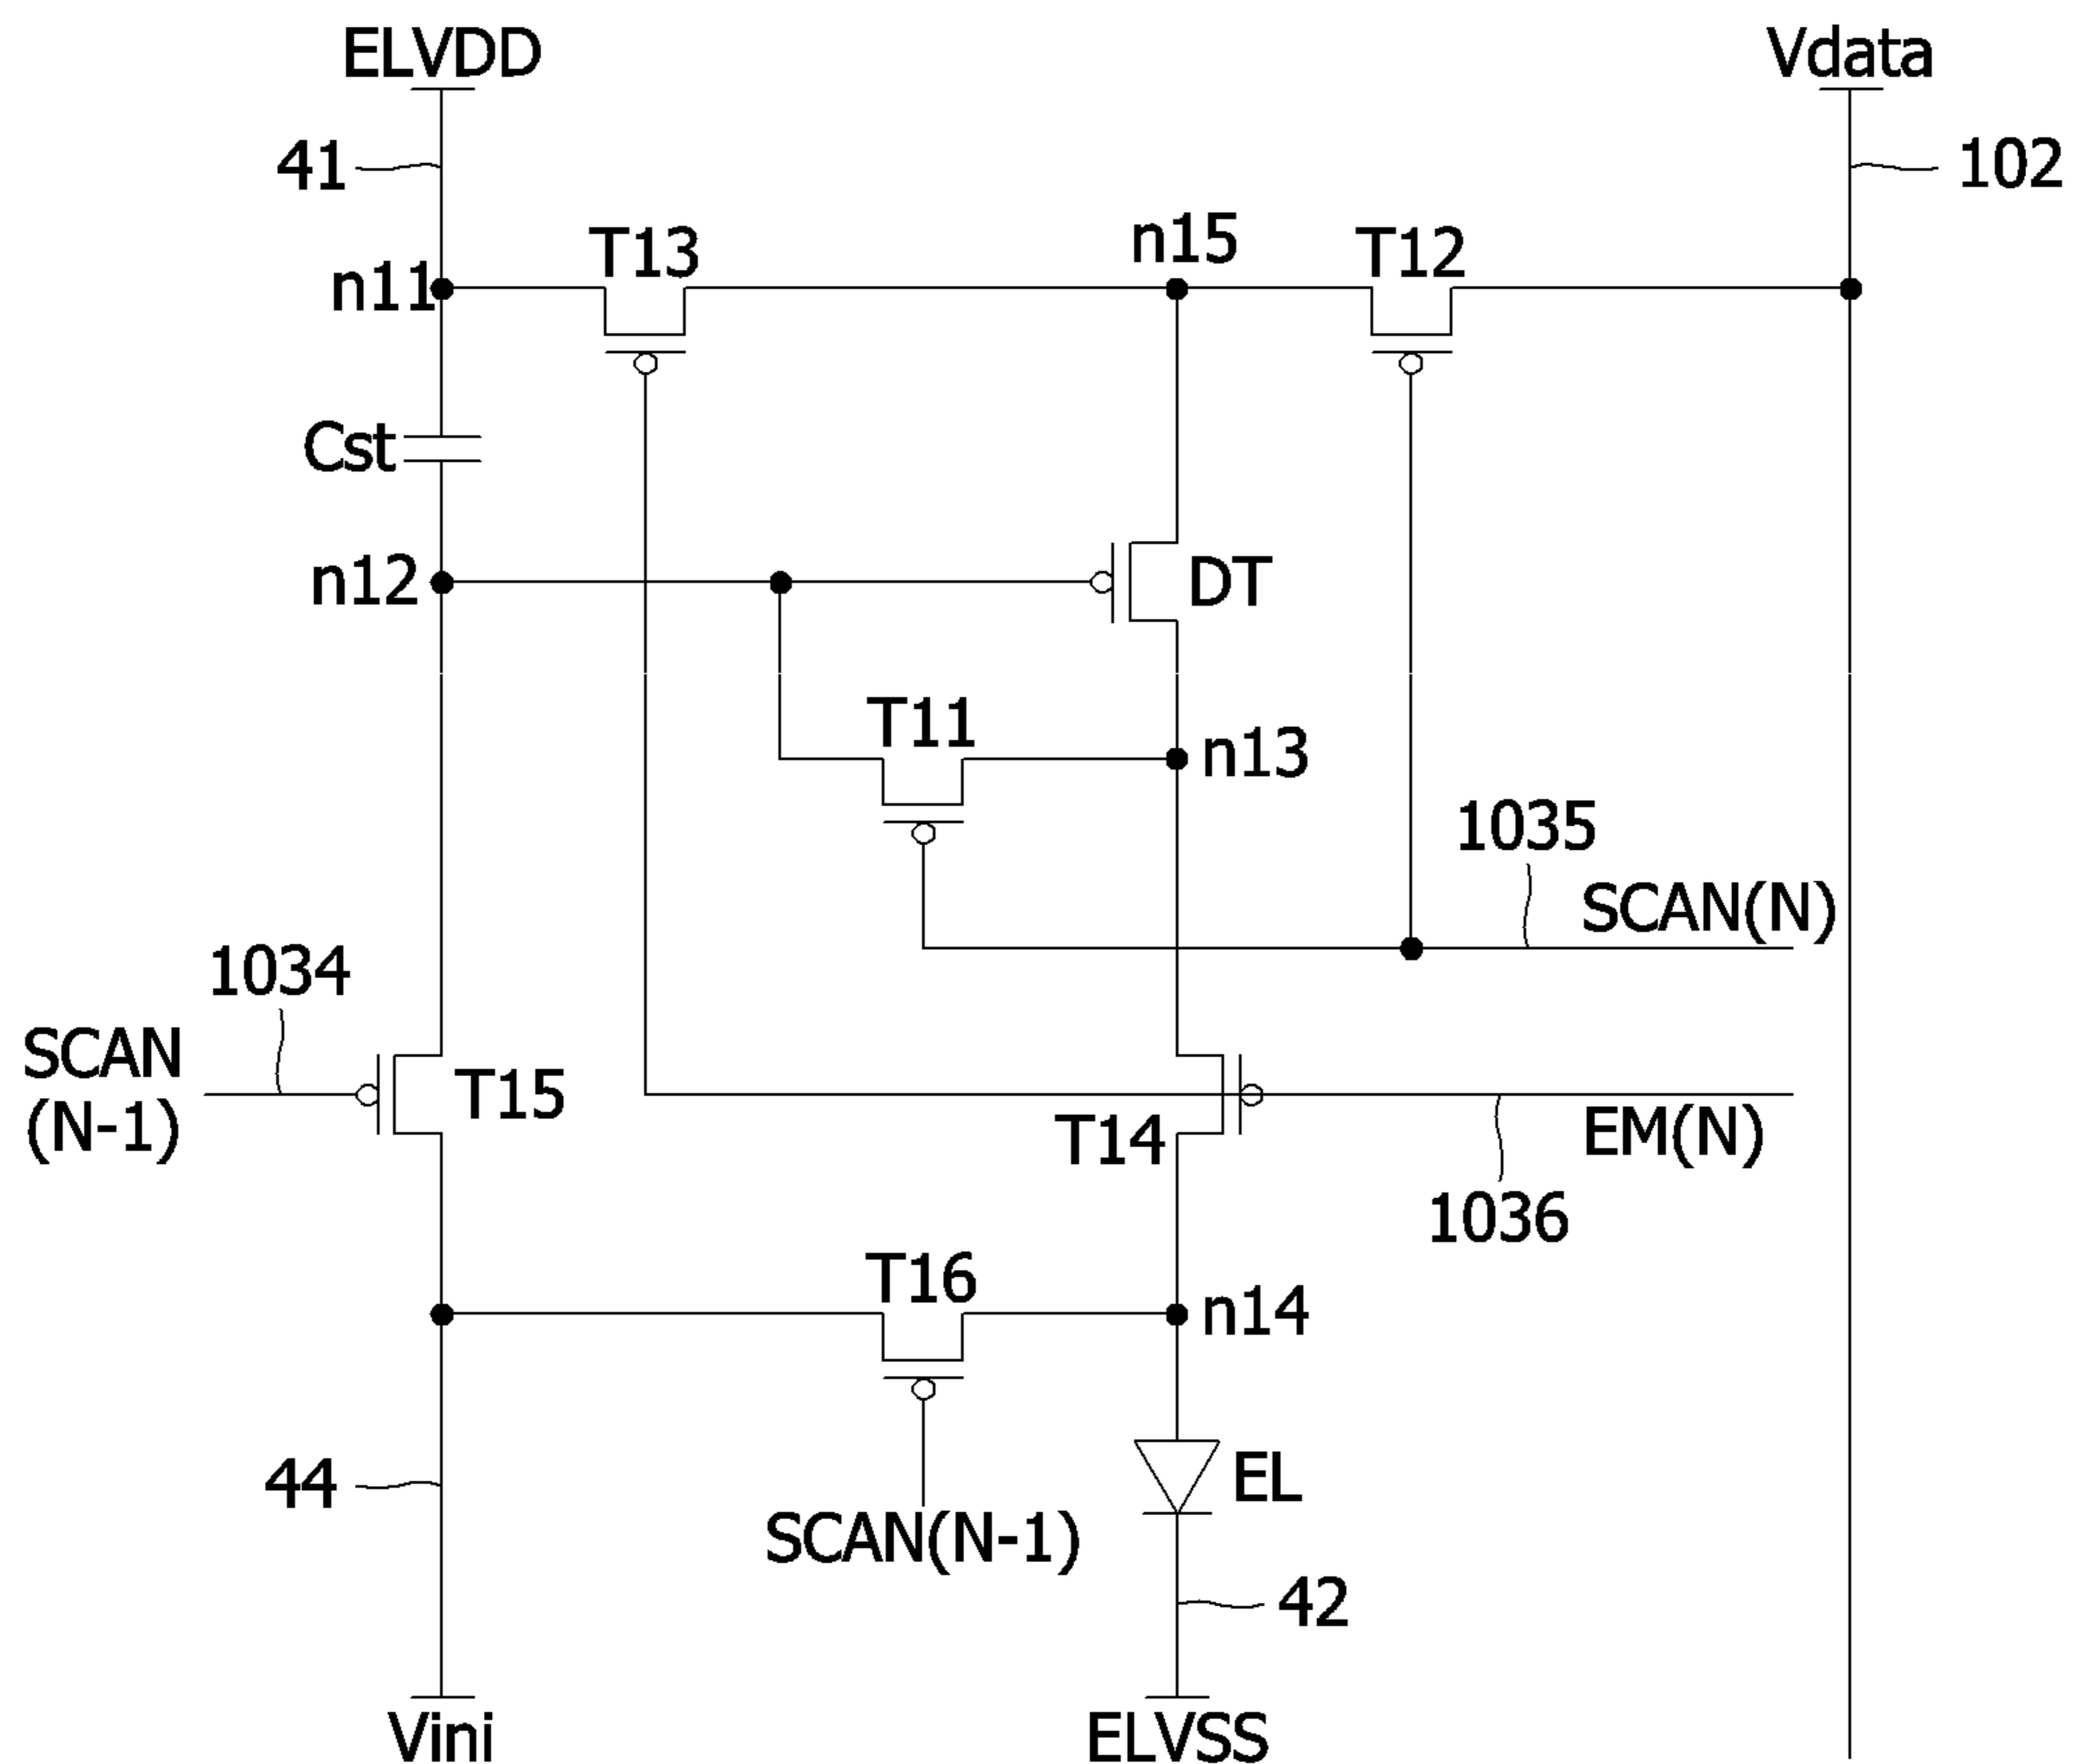 ELVDD
Vdata
41
102
T13
n15
T12
n11
Cst
n12
DT
T11
n13
1035
SCAN(N)
1034
SCAN
(N-1)
T15
T14
EM(N)
1036
T16
n14
44
EL
SCAN(N-1)
42
Vini
ELVSS